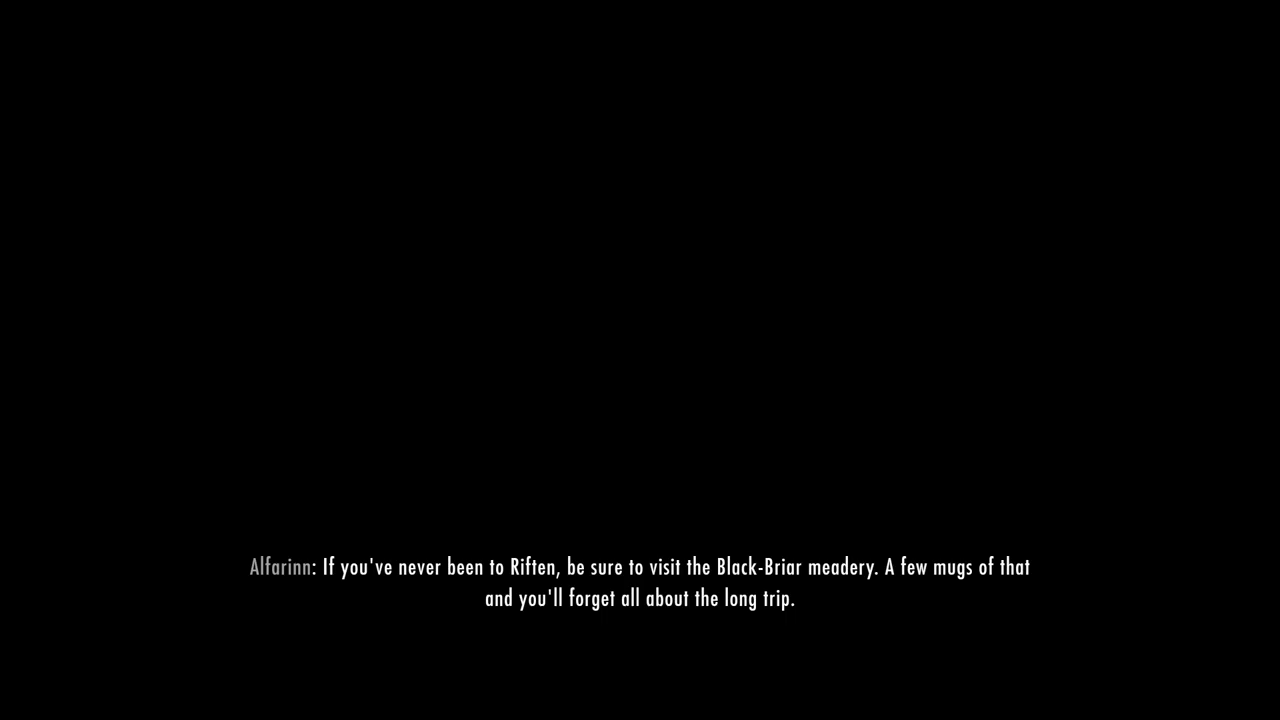 Alfarinn: If you've never been to Riften, be sure to visit the Black-Briar meadery. A few mugs of that
and you'll forget all about the long trip.